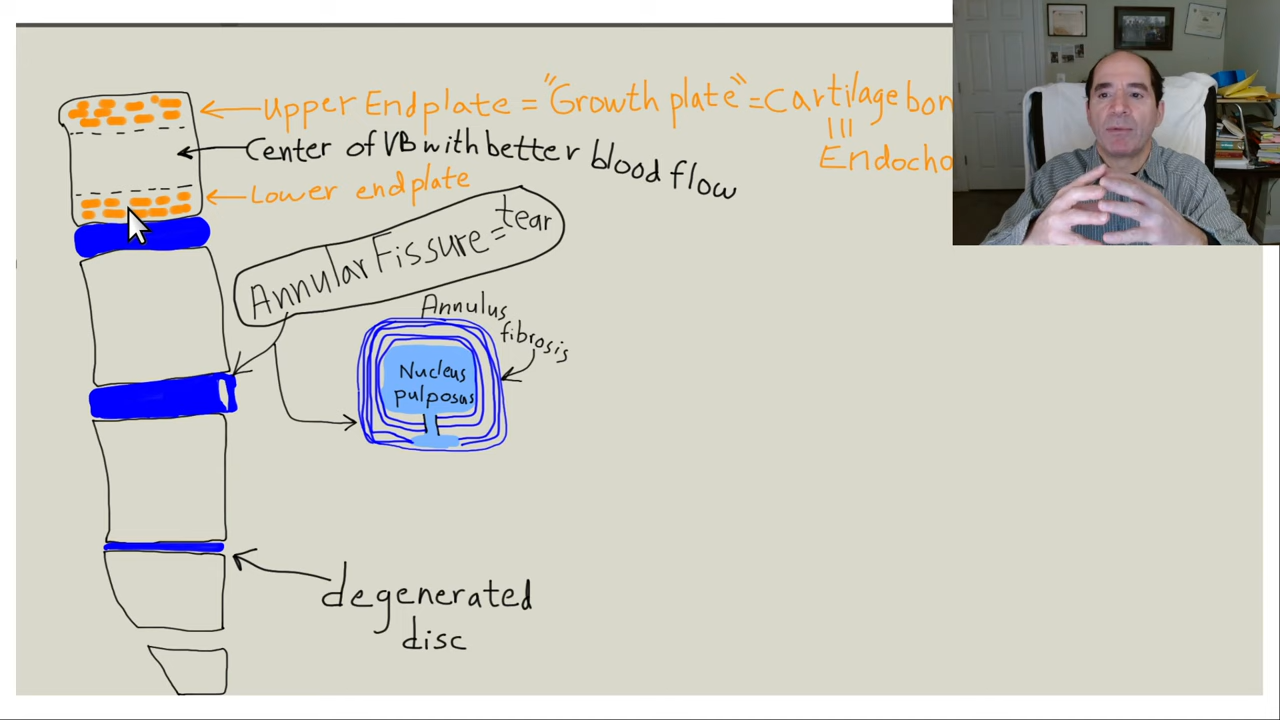 Upper Endplate = "Growth plate" = Cartilage bon
Endocho
Center of VB with better blood flow
Lower endplate
Annular Fissure = tear
Annulus
fibrosis
Nucleus
pulposus
degenerated
disc